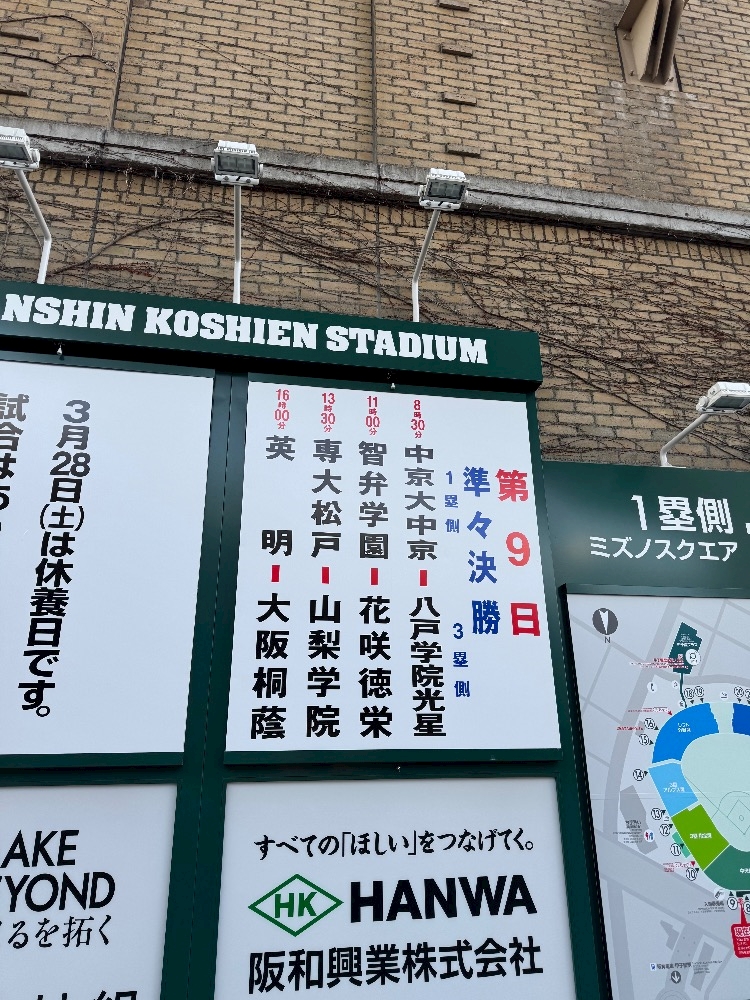 NSHIN KOSHIEN STADIUM
第9日
準々決勝
1塁側
3塁側
8時30分
中京大中京-八戸学院光星
11時00分
智弁学園-花咲徳栄
13時30分
専大松戸-山梨学院
16時00分
英明-大阪桐蔭
3月28日(土)は休養日です。
試合は
1塁側
ミズノスクエア
N
AKE
YOND
るを拓く
すべての「ほしい」をつなげてく。
HK HANWA
阪和興業株式会社